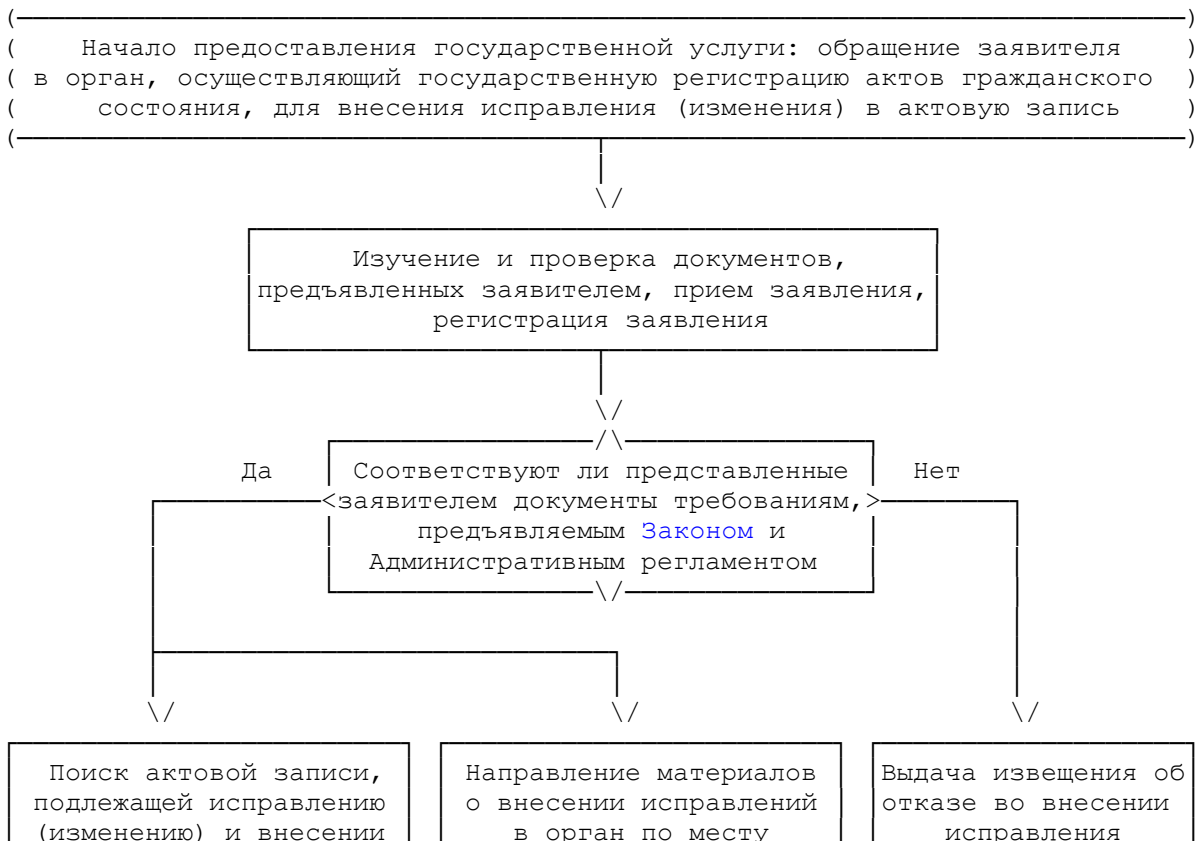 Начало предоставления государственной услуги: обращение заявителя
в орган, осуществляющий государственную регистрацию актов гражданского
состояния, для внесения исправления (изменения) в актовую запись
Изучение и проверка документов,
предъявленных заявителем, прием заявления,
регистрация заявления
Да
Соответствуют ли представленные
Нет
заявителем документы требованиям,
предъявляемым Законом и
Административным регламентом
Поиск актовой записи,
подлежащей исправлению
(изменению) и внесении
Направление материалов
о внесении исправлений
в орган по месту
Выдача извещения об
отказе во внесении
исправления